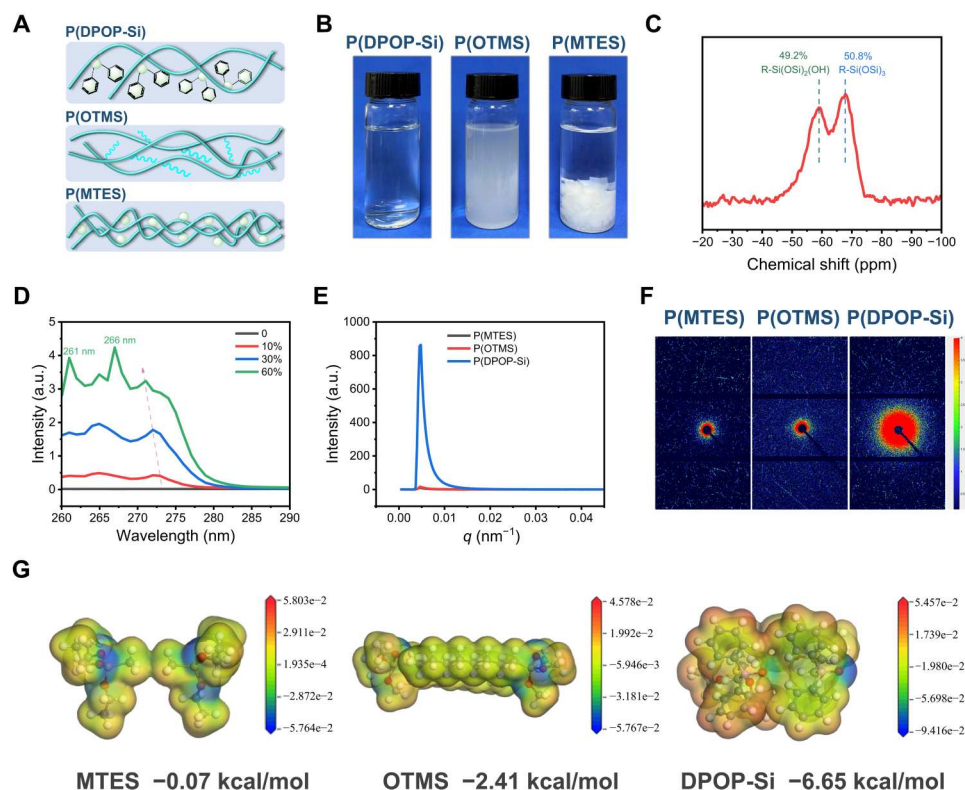 A
P(DPOP-Si)
P(OTMS)
P(MTES)
B
P(DPOP-Si) P(OTMS) P(MTES)
C
49.2%
R-Si(OSi)₂(OH)
50.8%
R-Si(OSi)₃
−20 −30 −40 −50 −60 −70 −80 −90 −100
Chemical shift (ppm)
D
Intensity (a.u.)
6
5
4
3
2
1
0
261 nm
266 nm
0
10%
30%
60%
260 265 270 275 280 285 290
Wavelength (nm)
E
Intensity (a.u.)
1000
800
600
400
200
0
P(MTES)
P(OTMS)
P(DPOP-Si)
0.00 0.01 0.02 0.03 0.04
q (nm⁻¹)
F
P(MTES) P(OTMS) P(DPOP-Si)
G
5.803e−2
2.911e−2
1.935e−4
−2.872e−2
−5.764e−2
4.578e−2
1.992e−2
−5.946e−3
−3.181e−2
−5.767e−2
5.457e−2
1.739e−2
−1.980e−2
−5.698e−2
−9.416e−2
MTES −0.07 kcal/mol
OTMS −2.41 kcal/mol
DPOP-Si −6.65 kcal/mol